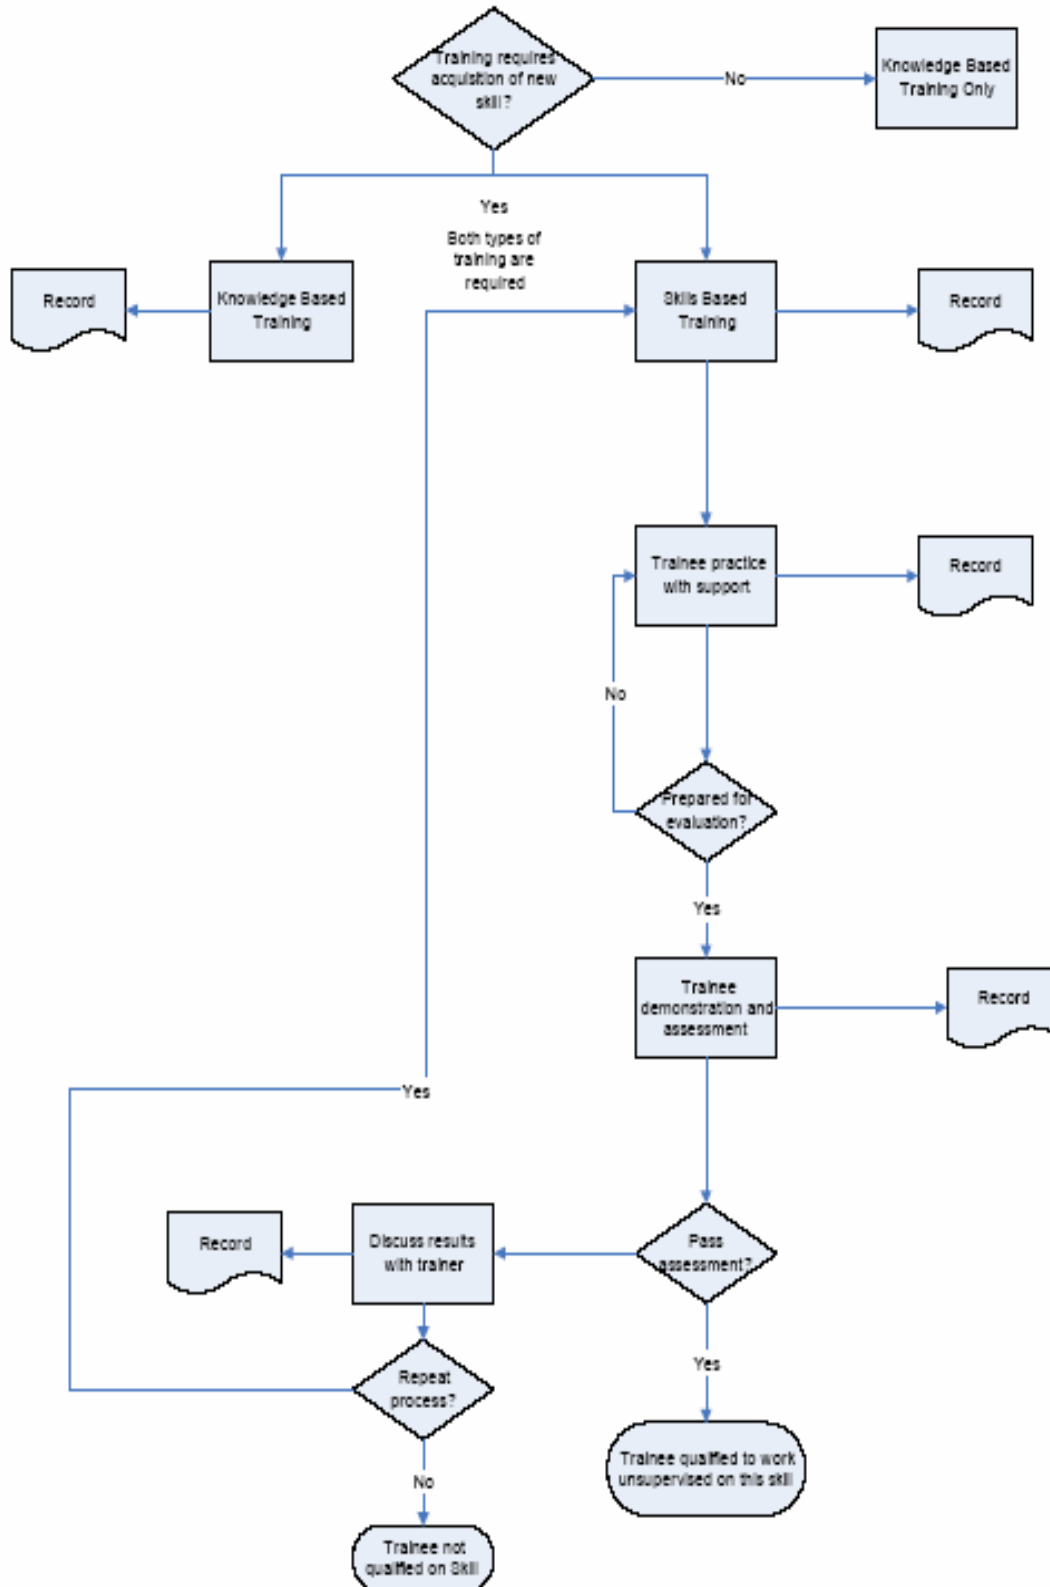 Training requires
acquisition of new
skill?
No
Knowledge Based
Training Only
Yes
Both types of
training are
required
Record
Knowledge Based
Training
Skills Based
Training
Record
Trainee practice
with support
Record
No
Prepared for
evaluation?
Yes
Trainee
demonstration and
assessment
Record
Yes
Record
Discuss results
with trainer
Pass
assessment?
Repeat
process?
Yes
No
Trainee qualified to work
unsupervised on this skill
Trainee not
qualified on Skill